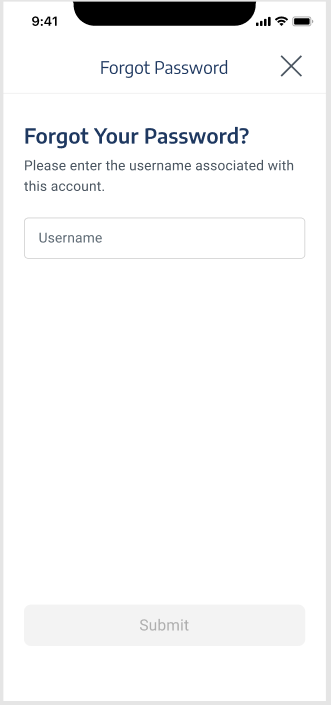 9:41
Forgot Password
Forgot Your Password?
Please enter the username associated with
this account.
Username
Submit